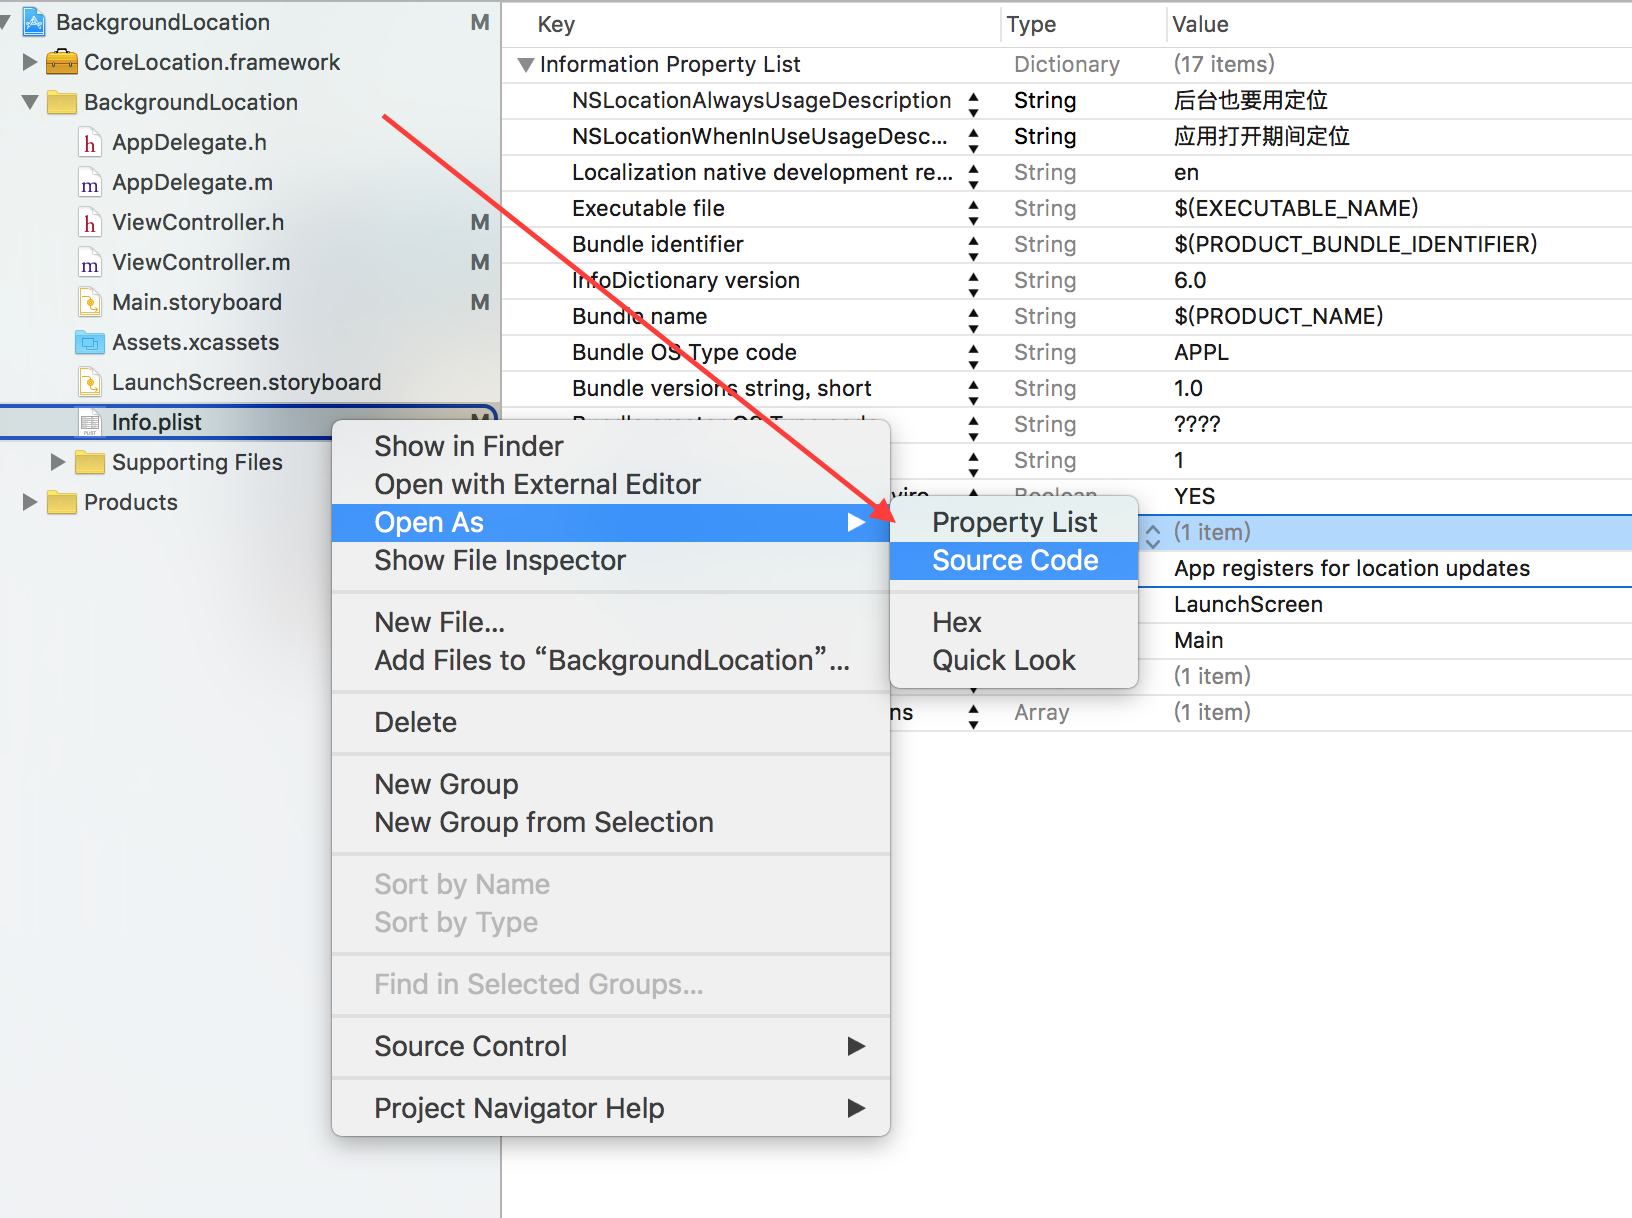 BackgroundLocation M
CoreLocation.framework
BackgroundLocation
AppDelegate.h
AppDelegate.m
ViewController.h M
ViewController.m M
Main.storyboard M
Assets.xcassets
LaunchScreen.storyboard
Info.plist M
Supporting Files
Products
Key Type Value
Information Property List Dictionary (17 items)
NSLocationAlwaysUsageDescription String 后台也要用定位
NSLocationWhenInUseUsageDesc... String 应用打开期间定位
Localization native development re... String en
Executable file String $(EXECUTABLE_NAME)
Bundle identifier String $(PRODUCT_BUNDLE_IDENTIFIER)
InfoDictionary version String 6.0
Bundle name String $(PRODUCT_NAME)
Bundle OS Type code String APPL
Bundle versions string, short String 1.0
String ????
String 1
Boolean YES
(1 item)
App registers for location updates
LaunchScreen
Main
(1 item)
ns Array (1 item)
Show in Finder
Open with External Editor
Open As
Show File Inspector
New File...
Add Files to “BackgroundLocation”...
Delete
New Group
New Group from Selection
Sort by Name
Sort by Type
Find in Selected Groups...
Source Control
Project Navigator Help
Property List
Source Code
Hex
Quick Look